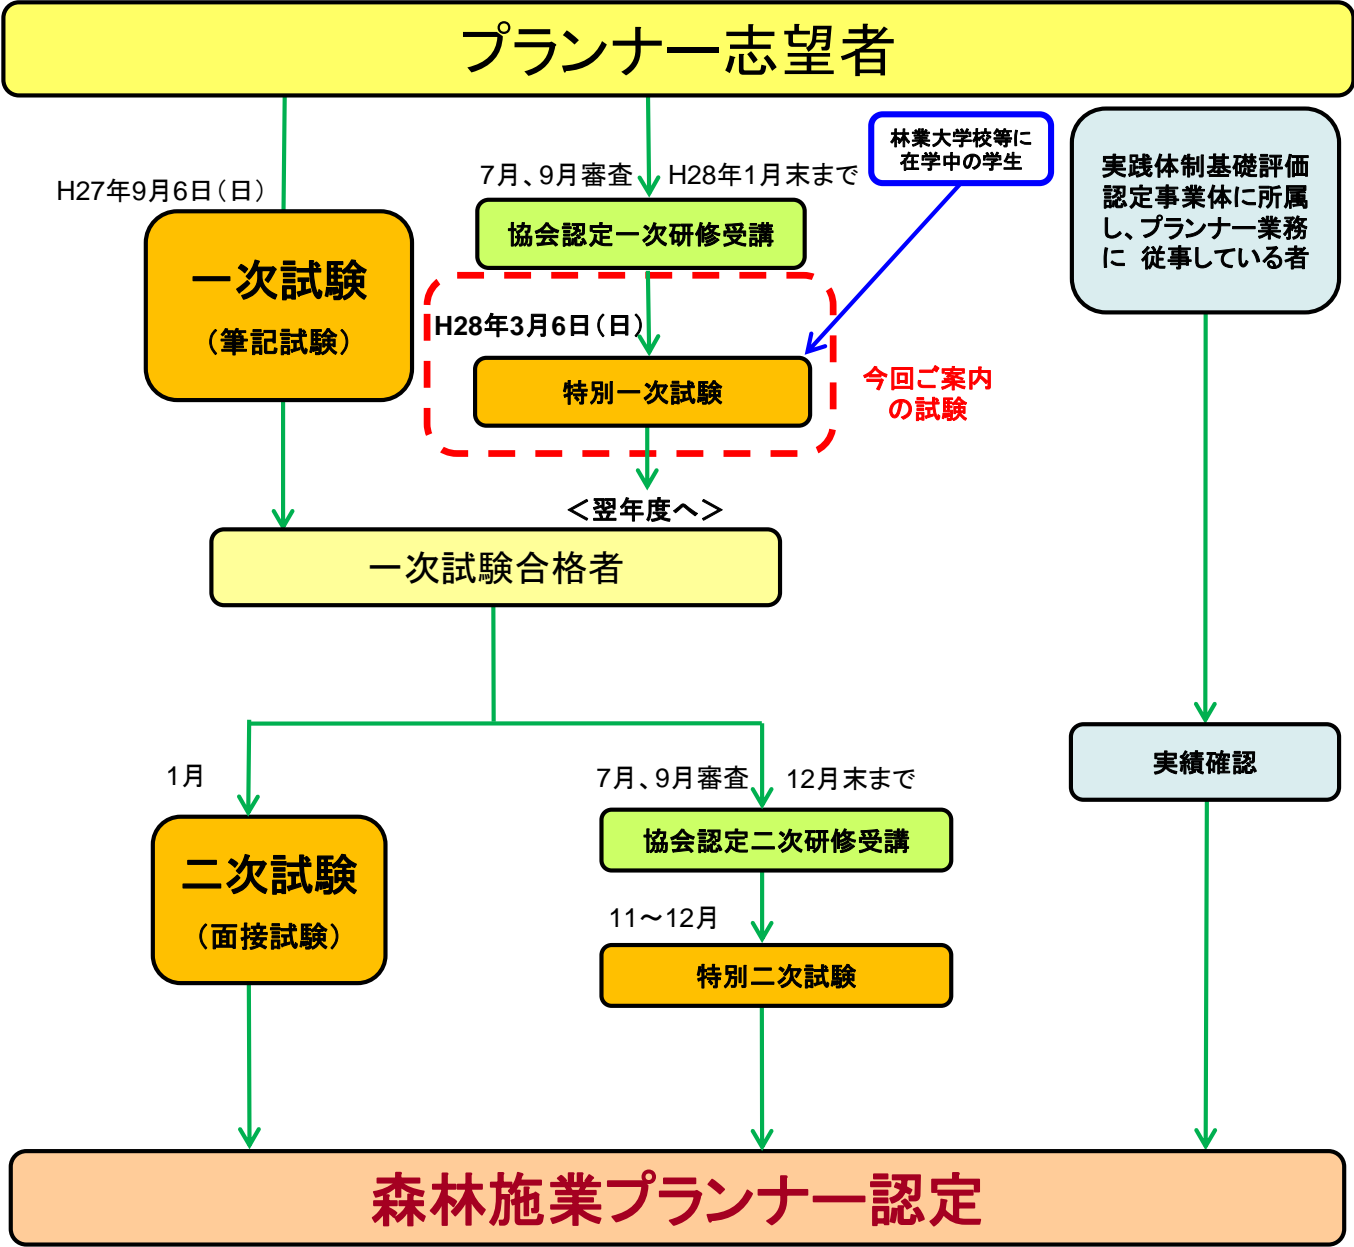 プランナー志望者
林業大学校等に
在学中の学生
実践体制基礎評価
認定事業体に所属
し、プランナー業務
に 従事している者
7月、9月審査
H28年1月末まで
H27年9月6日(日)
協会認定一次研修受講
一次試験
(筆記試験)
H28年3月6日(日)
特別一次試験
今回ご案内
の試験
<翌年度へ>
一次試験合格者
1月
7月、9月審査
12月末まで
実績確認
協会認定二次研修受講
二次試験
(面接試験)
11～12月
特別二次試験
森林施業プランナー認定